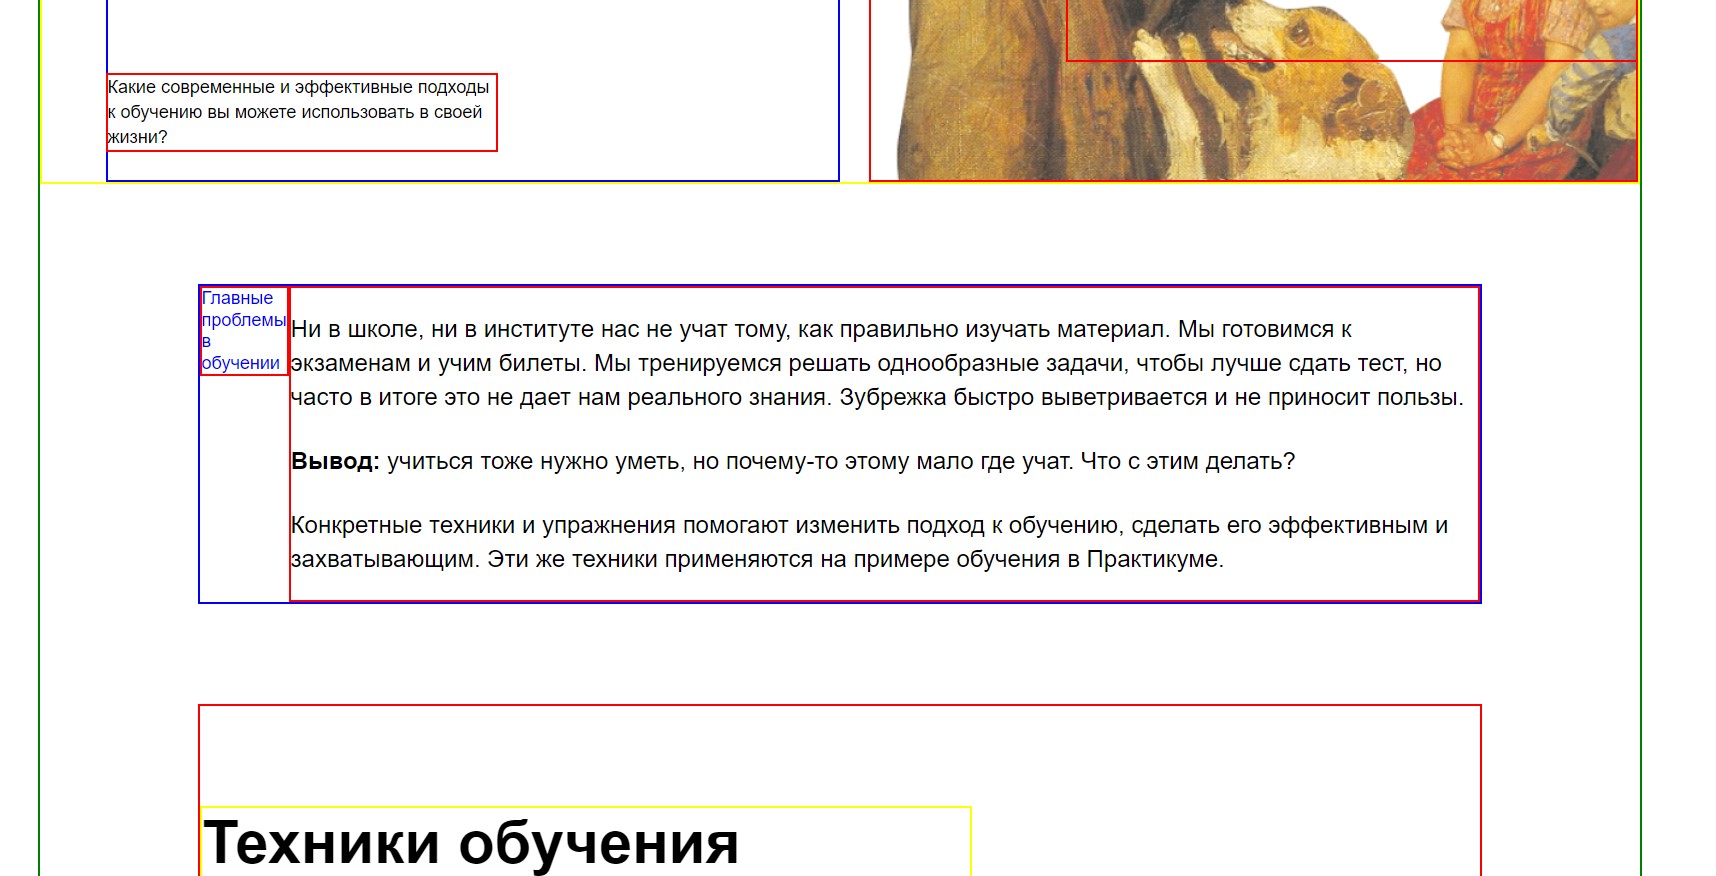 Какие современные и эффективные подходы
к обучению вы можете использовать в своей
жизни?
Главные
проблемы
в
обучении
Ни в школе, ни в институте нас не учат тому, как правильно изучать материал. Мы готовимся к
экзаменам и учим билеты. Мы тренируемся решать однообразные задачи, чтобы лучше сдать тест, но
часто в итоге это не дает нам реального знания. Зубрежка быстро выветривается и не приносит пользы.
Вывод: учиться тоже нужно уметь, но почему-то этому мало где учат. Что с этим делать?
Конкретные техники и упражнения помогают изменить подход к обучению, сделать его эффективным и
захватывающим. Эти же техники применяются на примере обучения в Практикуме.
Техники обучения